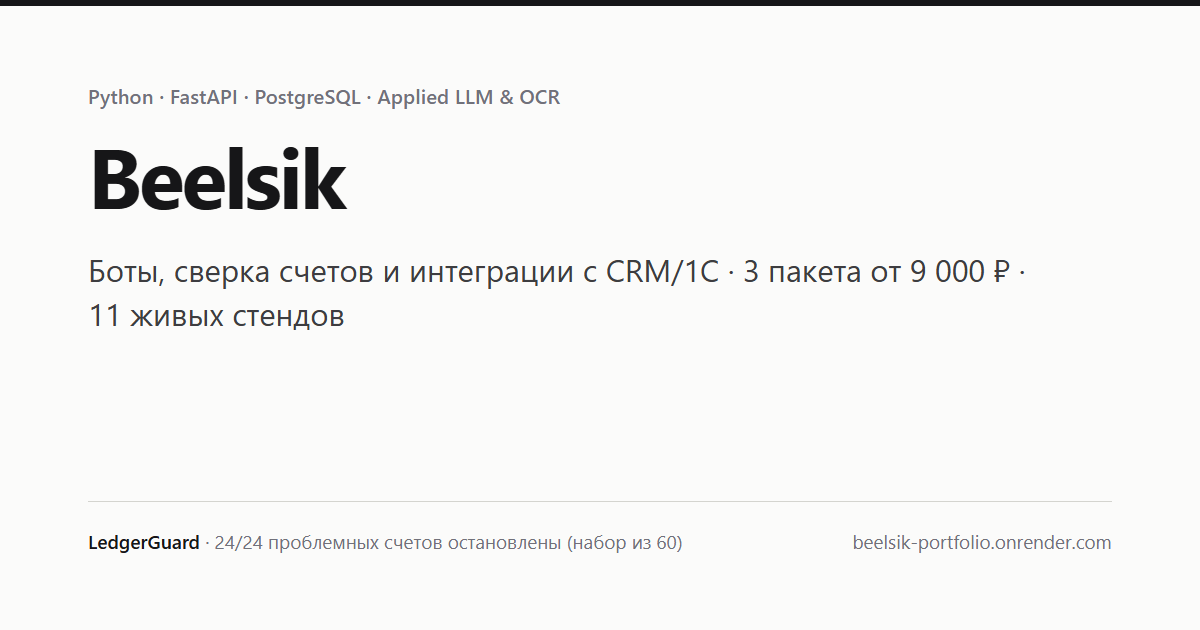 Python · FastAPI · PostgreSQL · Applied LLM & OCR
Beelsik
Боты, сверка счетов и интеграции с CRM/1С · 3 пакета от 9 000 ₽ ·
11 живых стендов
LedgerGuard · 24/24 проблемных счетов остановлены (набор из 60)
beelsik-portfolio.onrender.com